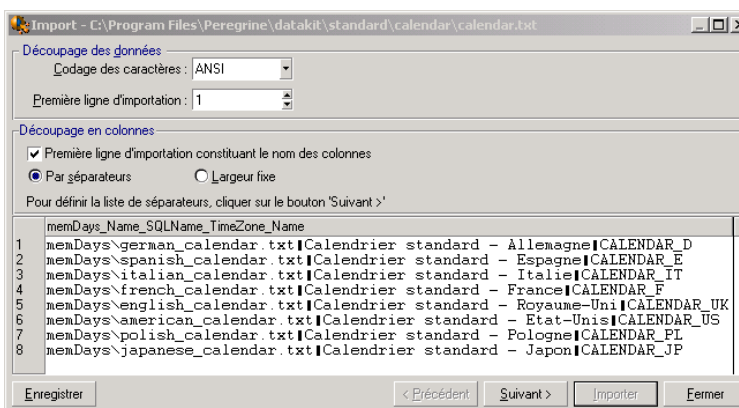 Import - C:\Program Files\Peregrine\datakit\standard\calendar\calendar.txt
Découpage des données
Codage des caractères : ANSI
Première ligne d'importation : 1
Découpage en colonnes
Première ligne d'importation constituant le nom des colonnes
Par séparateurs Largeur fixe
Pour définir la liste de séparateurs, cliquer sur le bouton 'Suivant >'
memDays_Name_SQLName_TimeZone_Name
1 memDays\german_calendar.txt|Calendrier standard - Allemagne|CALENDAR_D
2 memDays\spanish_calendar.txt|Calendrier standard - Espagne|CALENDAR_E
3 memDays\italian_calendar.txt|Calendrier standard - Italie|CALENDAR_IT
4 memDays\french_calendar.txt|Calendrier standard - France|CALENDAR_F
5 memDays\english_calendar.txt|Calendrier standard - Royaume-Uni|CALENDAR_UK
6 memDays\american_calendar.txt|Calendrier standard - Etat-Unis|CALENDAR_US
7 memDays\polish_calendar.txt|Calendrier standard - Pologne|CALENDAR_PL
8 memDays\japanese_calendar.txt|Calendrier standard - Japon|CALENDAR_JP
Enregistrer < Précédent Suivant > Importer Fermer